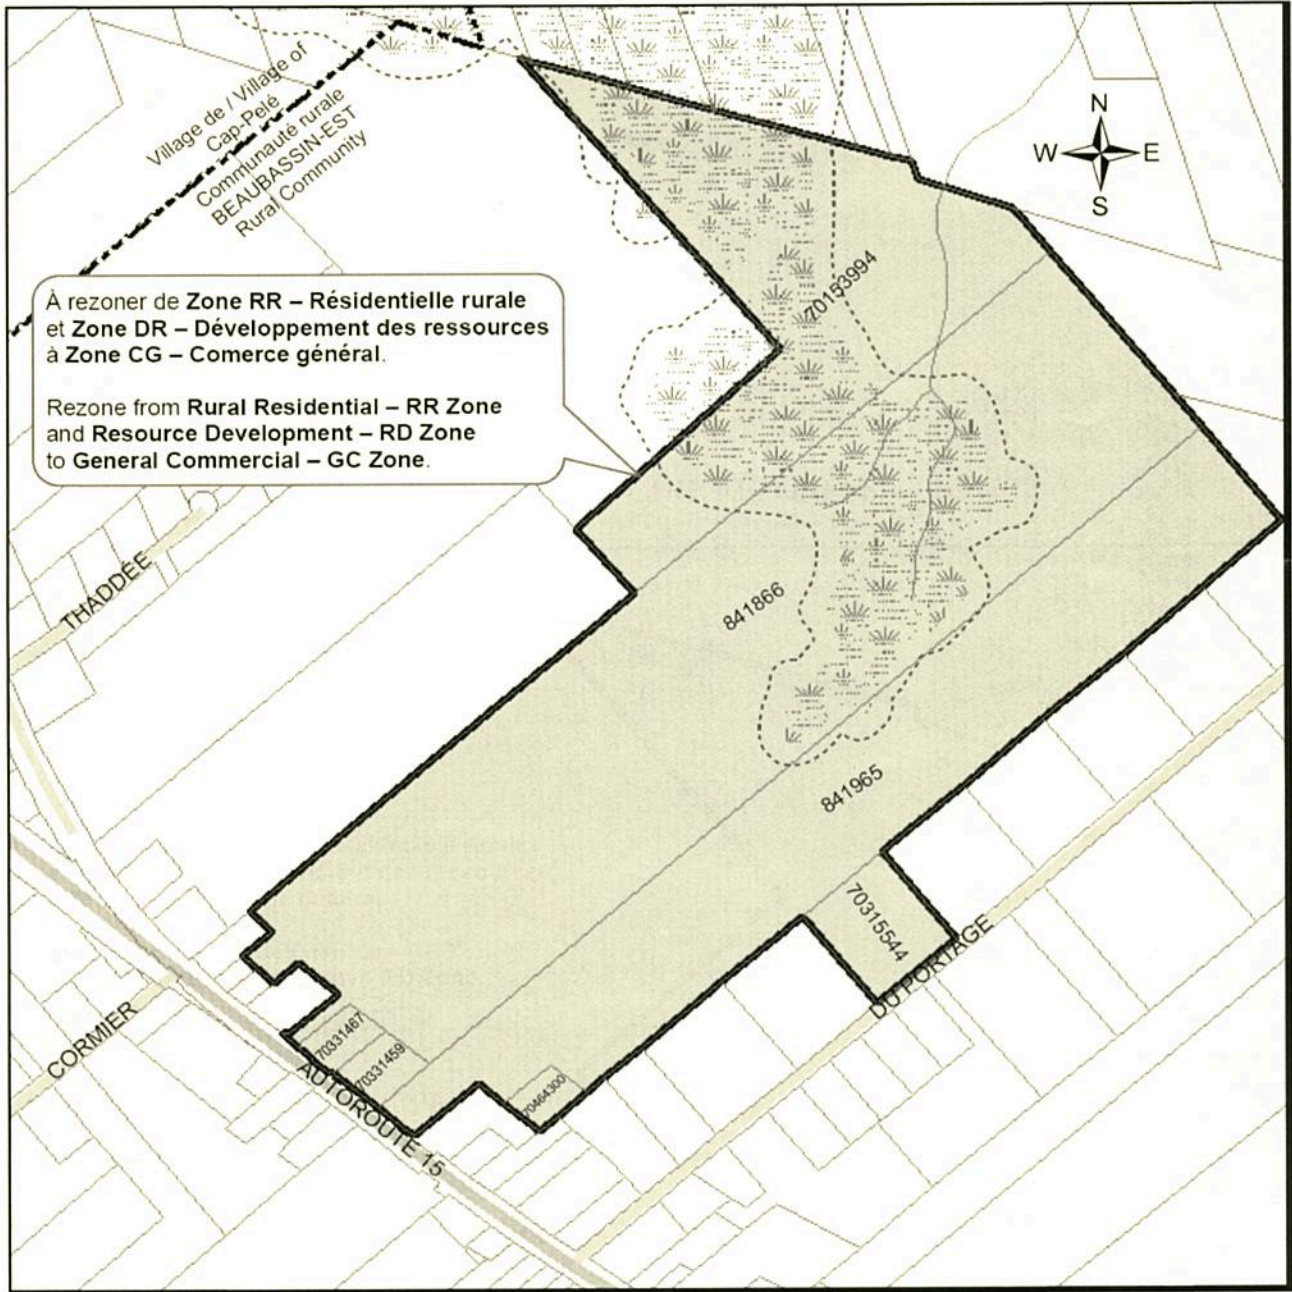 Village de / Village of
Cap-Pelé
Communauté rurale
BEAUBASSIN-EST
Rural Community
N
W E
S
À rezoner de Zone RR – Résidentielle rurale
et Zone DR – Développement des ressources
à Zone CG – Comerce général.
Rezone from Rural Residential – RR Zone
and Resource Development – RD Zone
to General Commercial – GC Zone.
70153994
THADDÉE
841866
841965
70315544
DU PORTAGE
CORMIER
70331467
70331459
70464300
AUTOROUTE 15